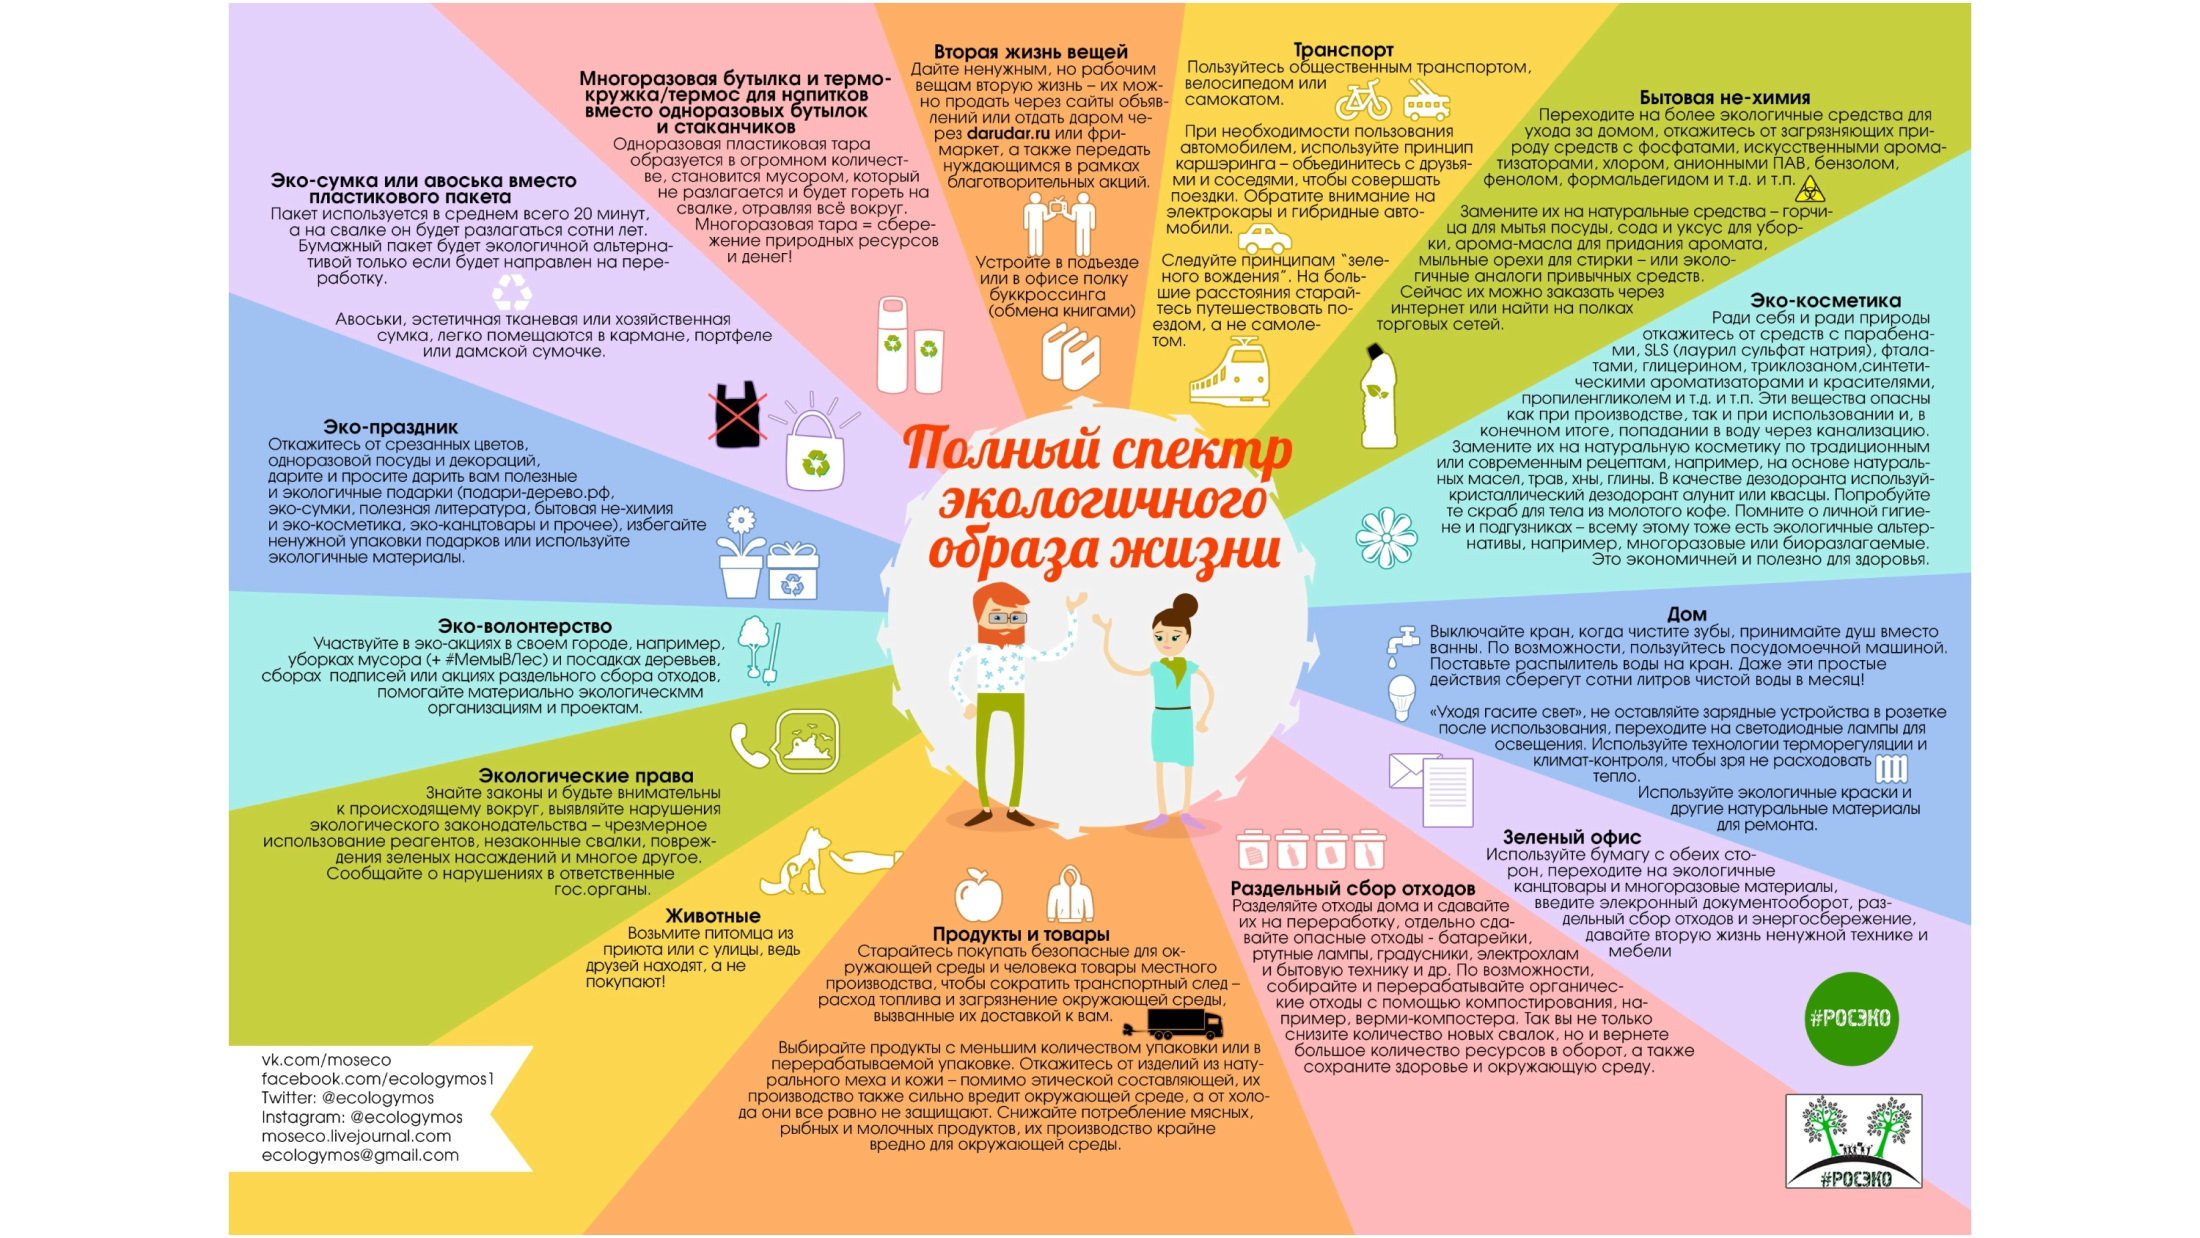 Полный спектр
экологичного
образа жизни
Эко-сумка или авоська вместо
пластикового пакета
Пакет используется в среднем всего 20 минут,
а на свалке он будет разлагаться сотни лет.
Бумажный пакет будет экологичной альтерна-
тивой только если будет направлен на пере-
работку.
Авоськи, эстетичная тканевая или хозяйственная
сумка, легко помещаются в кармане, портфеле
или дамской сумочке.
Многоразовая бутылка и термо-
кружка/термос для напитков
вместо одноразовых бутылок
и стаканчиков
Одноразовая пластиковая тара
образуется в огромном количест-
ве, становится мусором, который
не разлагается и будет гореть на
свалке, отравляя всё вокруг.
Многоразовая тара = сбере-
жение природных ресурсов
и денег!
Вторая жизнь вещей
Дайте ненужным, но рабочим
вещам вторую жизнь – их мож-
но продать через сайты объяв-
лений или отдать даром че-
рез darudar.ru или фри-
маркет, а также передать
нуждающимся в рамках
благотворительных акций.
Устройте в подъезде
или в офисе полку
буккроссинга
(обмена книгами)
Транспорт
Пользуйтесь общественным транспортом,
велосипедом или
самокатом.
При необходимости пользования
автомобилем, используйте принцип
каршэринга – объединитесь с друзья-
ми и соседями, чтобы совершать
поездки. Обратите внимание на
электрокары и гибридные авто-
мобили.
Следуйте принципам "зеле-
ного вождения". На боль-
шие расстояния старай-
тесь путешествовать по-
ездом, а не самоле-
том.
Бытовая не-химия
Переходите на более экологичные средства для
ухода за домом, откажитесь от загрязняющих при-
роду средств с фосфатами, искусственными арома-
тизаторами, хлором, анионными ПАВ, бензолом,
фенолом, формальдегидом и т.д. и т.п.
Замените их на натуральные средства – горчи-
ца для мытья посуды, сода и уксус для убор-
ки, арома-масла для придания аромата,
мыльные орехи для стирки – или эколо-
гичные аналоги привычных средств.
Сейчас их можно заказать через
интернет или найти на полках
торговых сетей.
Эко-косметика
Ради себя и ради природы
откажитесь от средств с парабена-
ми, SLS (лаурил сульфат натрия), фтала-
тами, глицерином, триклозаном,синтети-
ческими ароматизаторами и красителями,
пропиленгликолем и т.д. и т.п. Эти вещества опасны
как при производстве, так и при использовании и, в
конечном итоге, попадании в воду через канализацию.
Замените их на натуральную косметику по традиционным
или современным рецептам, например, на основе натураль-
ных масел, трав, хны, глины. В качестве дезодоранта используй-
кристаллический дезодорант алунит или квасцы. Попробуйте
те скраб для тела из молотого кофе. Помните о личной гигие-
не и подгузниках – всему этому тоже есть экологичные альтер-
нативы, например, многоразовые или биоразлагаемые.
Это экономичней и полезно для здоровья.
Дом
Выключайте кран, когда чистите зубы, принимайте душ вместо
ванны. По возможности, пользуйтесь посудомоечной машиной.
Поставьте распылитель воды на кран. Даже эти простые
действия сберегут сотни литров чистой воды в месяц!
«Уходя гасите свет», не оставляйте зарядные устройства в розетке
после использования, переходите на светодиодные лампы для
освещения. Используйте технологии терморегуляции и
климат-контроля, чтобы зря не расходовать
тепло.
Используйте экологичные краски и
другие натуральные материалы
для ремонта.
Зеленый офис
Используйте бумагу с обеих сто-
рон, переходите на экологичные
канцтовары и многоразовые материалы,
введите элекронный документооборот, раз-
дельный сбор отходов и энергосбережение,
давайте вторую жизнь ненужной технике и
мебели
Раздельный сбор отходов
Разделяйте отходы дома и сдавайте
их на переработку, отдельно сда-
вайте опасные отходы - батарейки,
ртутные лампы, градусники, электрохлам
и бытовую технику и др. По возможности,
собирайте и перерабатывайте органичес-
кие отходы с помощью компостирования, на-
пример, верми-компостера. Так вы не только
снизите количество новых свалок, но и вернете
большое количество ресурсов в оборот, а также
сохраните здоровье и окружающую среду.
Продукты и товары
Старайтесь покупать безопасные для ок-
ружающей среды и человека товары местного
производства, чтобы сократить транспортный след –
расход топлива и загрязнение окружающей среды,
вызванные их доставкой к вам.
Выбирайте продукты с меньшим количеством упаковки или в
перерабатываемой упаковке. Откажитесь от изделий из нату-
рального меха и кожи – помимо этической составляющей, их
производство также сильно вредит окружающей среде, а от холо-
да они все равно не защищают. Снижайте потребление мясных,
рыбных и молочных продуктов, их производство крайне
вредно для окружающей среды.
Животные
Возьмите питомца из
приюта или с улицы, ведь
друзей находят, а не
покупают!
Экологические права
Знайте законы и будьте внимательны
к происходящему вокруг, выявляйте нарушения
экологического законодательства – чрезмерное
использование реагентов, незаконные свалки, повреж-
дения зеленых насаждений и многое другое.
Сообщайте о нарушениях в ответственные
гос.органы.
Эко-волонтерство
Участвуйте в эко-акциях в своем городе, например,
уборках мусора (+ #МемыВЛес) и посадках деревьев,
сборах подписей или акциях раздельного сбора отходов,
помогайте материально экологическмм
организациям и проектам.
Эко-праздник
Откажитесь от срезанных цветов,
одноразовой посуды и декораций,
дарите и просите дарить вам полезные
и экологичные подарки (подари-дерево.рф,
эко-сумки, полезная литература, бытовая не-химия
и эко-косметика, эко-канцтовары и прочее), избегайте
ненужной упаковки подарков или используйте
экологичные материалы.
vk.com/moseco
facebook.com/ecologymos1
Twitter: @ecologymos
Instagram: @ecologymos
moseco.livejournal.com
ecologymos@gmail.com
#РОСЭКО
#РОСЭКО